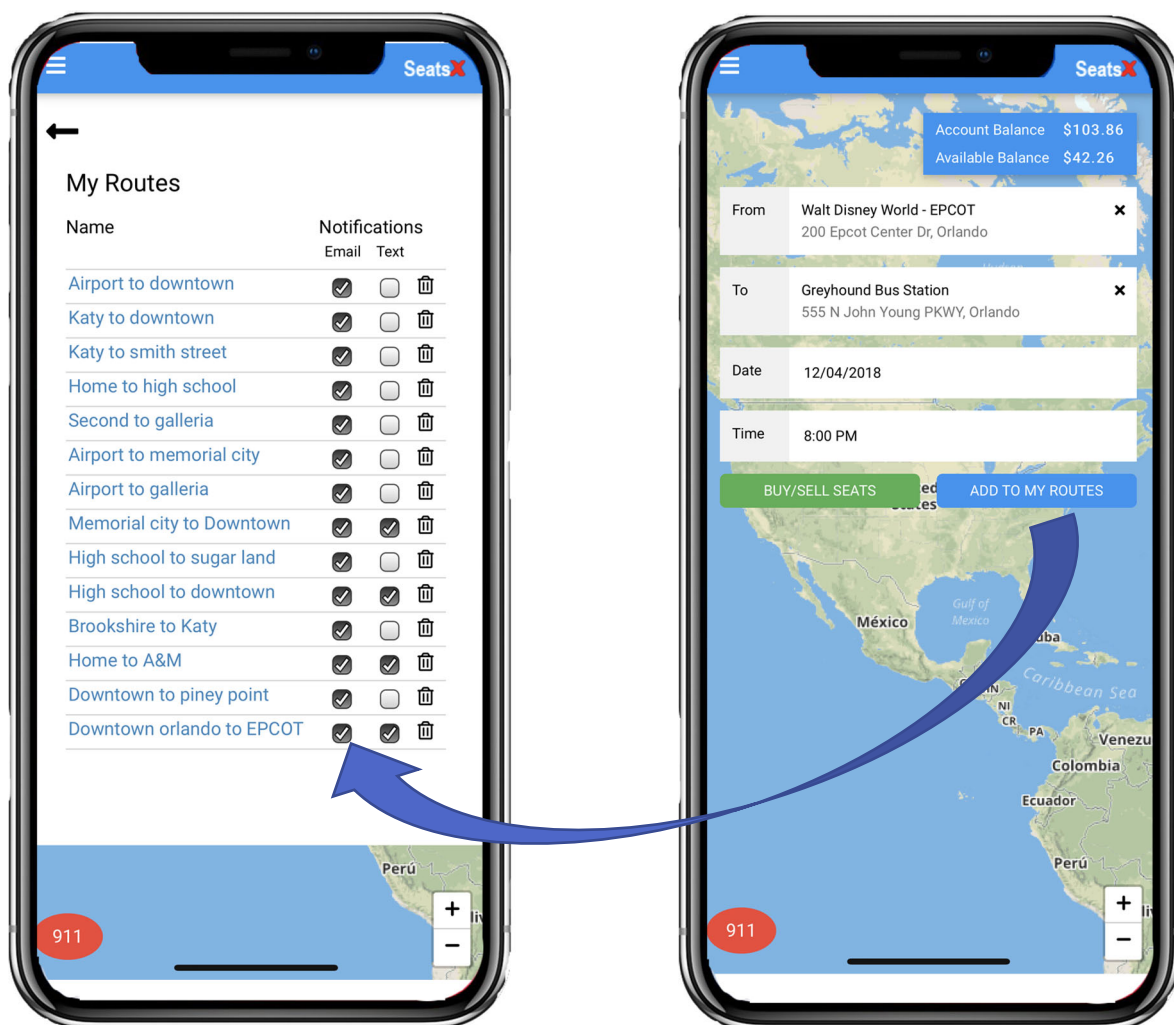 SeatsX
My Routes
Name Notifications
Email Text
Airport to downtown
Katy to downtown
Katy to smith street
Home to high school
Second to galleria
Airport to memorial city
Airport to galleria
Memorial city to Downtown
High school to sugar land
High school to downtown
Brookshire to Katy
Home to A&M
Downtown to piney point
Downtown orlando to EPCOT
Perú
+
911
−
SeatsX
Account Balance $103.86
Available Balance $42.26
From Walt Disney World - EPCOT
200 Epcot Center Dr, Orlando
To Greyhound Bus Station
555 N John Young PKWY, Orlando
Date 12/04/2018
Time 8:00 PM
BUY/SELL SEATS ADD TO MY ROUTES
Gulf of
México Mexico
Caribbean Sea
NI
CR
PA
Venezu
Colombia
Ecuador
Perú
+
911
−